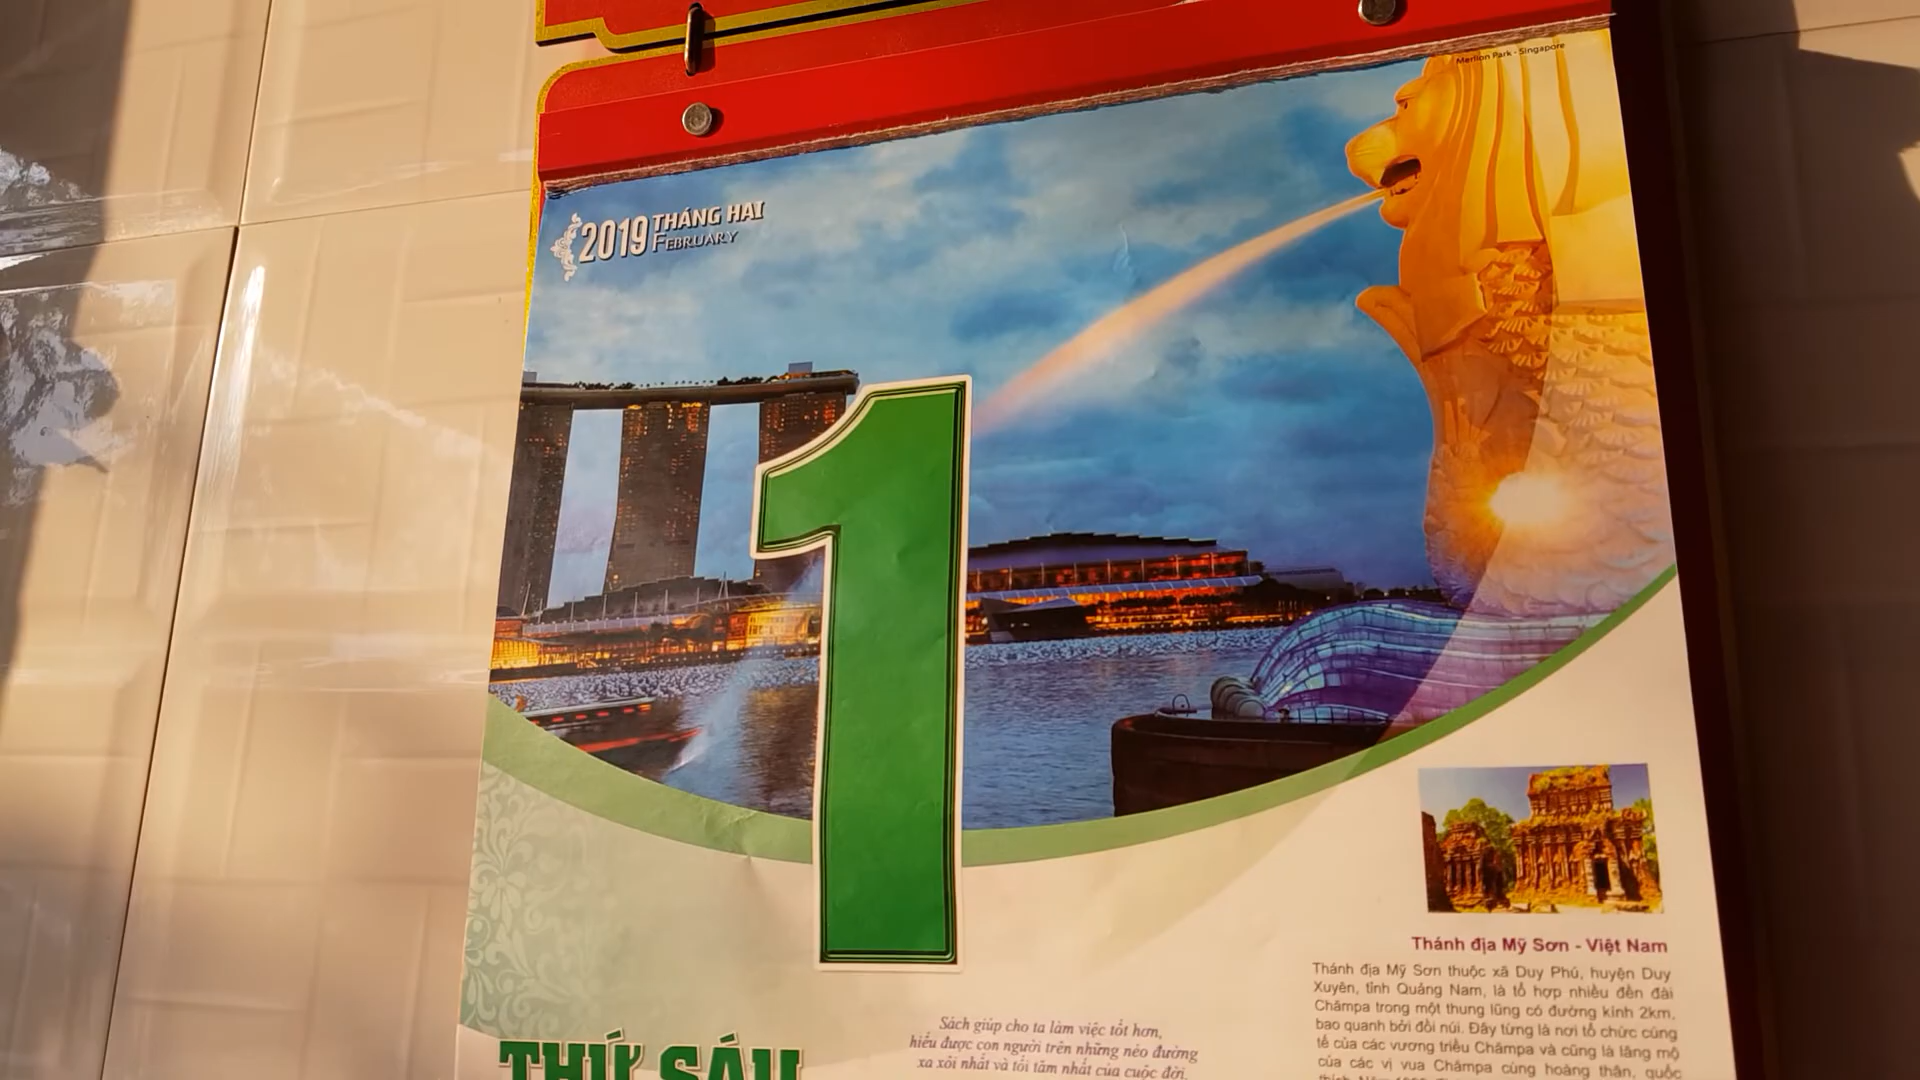 Merlion Park - Singapore
2019 THÁNG HAI
FEBRUARY
1
Thánh địa Mỹ Sơn - Việt Nam
Thánh địa Mỹ Sơn thuộc xã Duy Phú, huyện Duy
Xuyên, tỉnh Quảng Nam, là tổ hợp nhiều đền đài
Chămpa trong một thung lũng có đường kính 2km,
bao quanh bởi đồi núi. Đây từng là nơi tổ chức cúng
tế của các vương triều Chămpa và cũng là lăng mộ
của các vị vua Chămpa cùng hoàng thân, quốc
Sách giúp cho ta làm việc tốt hơn,
hiểu được con người trên những nẻo đường
xa xôi nhất và tối tăm nhất của cuộc đời.
THỨ SÁU